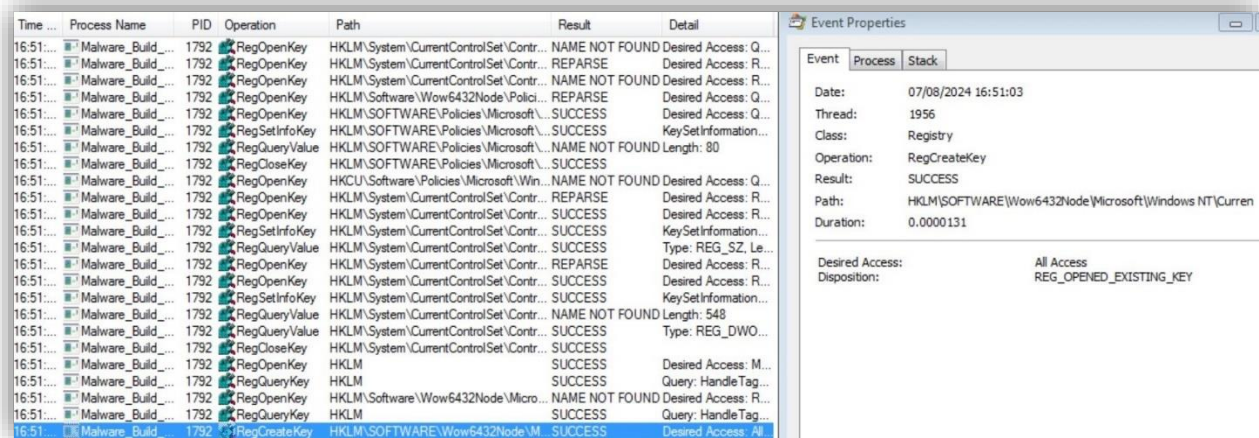 Time ... Process Name PID Operation Path Result Detail
16:51:... Malware_Build_... 1792 RegOpenKey HKLM\System\CurrentControlSet\Contr... NAME NOT FOUND Desired Access: Q...
16:51:... Malware_Build_... 1792 RegOpenKey HKLM\System\CurrentControlSet\Contr... REPARSE Desired Access: R...
16:51:... Malware_Build_... 1792 RegOpenKey HKLM\System\CurrentControlSet\Contr... NAME NOT FOUND Desired Access: R...
16:51:... Malware_Build_... 1792 RegOpenKey HKLM\Software\Wow6432Node\Polici... REPARSE Desired Access: Q...
16:51:... Malware_Build_... 1792 RegOpenKey HKLM\SOFTWARE\Policies\Microsoft\... SUCCESS Desired Access: Q...
16:51:... Malware_Build_... 1792 RegSetInfoKey HKLM\SOFTWARE\Policies\Microsoft\... SUCCESS KeySetInformation...
16:51:... Malware_Build_... 1792 RegQueryValue HKLM\SOFTWARE\Policies\Microsoft\... NAME NOT FOUND Length: 80
16:51:... Malware_Build_... 1792 RegCloseKey HKLM\SOFTWARE\Policies\Microsoft\... SUCCESS
16:51:... Malware_Build_... 1792 RegOpenKey HKCU\Software\Policies\Microsoft\Win... NAME NOT FOUND Desired Access: Q...
16:51:... Malware_Build_... 1792 RegOpenKey HKLM\System\CurrentControlSet\Contr... REPARSE Desired Access: R...
16:51:... Malware_Build_... 1792 RegOpenKey HKLM\System\CurrentControlSet\Contr... SUCCESS Desired Access: R...
16:51:... Malware_Build_... 1792 RegSetInfoKey HKLM\System\CurrentControlSet\Contr... SUCCESS KeySetInformation...
16:51:... Malware_Build_... 1792 RegQueryValue HKLM\System\CurrentControlSet\Contr... SUCCESS Type: REG_SZ, Le...
16:51:... Malware_Build_... 1792 RegOpenKey HKLM\System\CurrentControlSet\Contr... REPARSE Desired Access: R...
16:51:... Malware_Build_... 1792 RegOpenKey HKLM\System\CurrentControlSet\Contr... SUCCESS Desired Access: R...
16:51:... Malware_Build_... 1792 RegSetInfoKey HKLM\System\CurrentControlSet\Contr... SUCCESS KeySetInformation...
16:51:... Malware_Build_... 1792 RegQueryValue HKLM\System\CurrentControlSet\Contr... NAME NOT FOUND Length: 548
16:51:... Malware_Build_... 1792 RegQueryValue HKLM\System\CurrentControlSet\Contr... SUCCESS Type: REG_DWO...
16:51:... Malware_Build_... 1792 RegCloseKey HKLM\System\CurrentControlSet\Contr... SUCCESS
16:51:... Malware_Build_... 1792 RegOpenKey HKLM SUCCESS Desired Access: M...
16:51:... Malware_Build_... 1792 RegQueryKey HKLM SUCCESS Query: HandleTag...
16:51:... Malware_Build_... 1792 RegOpenKey HKLM\Software\Wow6432Node\Micro... NAME NOT FOUND Desired Access: R...
16:51:... Malware_Build_... 1792 RegQueryKey HKLM SUCCESS Query: HandleTag...
16:51:... Malware_Build_... 1792 RegCreateKey HKLM\SOFTWARE\Wow6432Node\M... SUCCESS Desired Access: All...
Event Properties
Event Process Stack
Date: 07/08/2024 16:51:03
Thread: 1956
Class: Registry
Operation: RegCreateKey
Result: SUCCESS
Path: HKLM\SOFTWARE\Wow6432Node\Microsoft\Windows NT\Curren
Duration: 0.0000131
Desired Access: All Access
Disposition: REG_OPENED_EXISTING_KEY